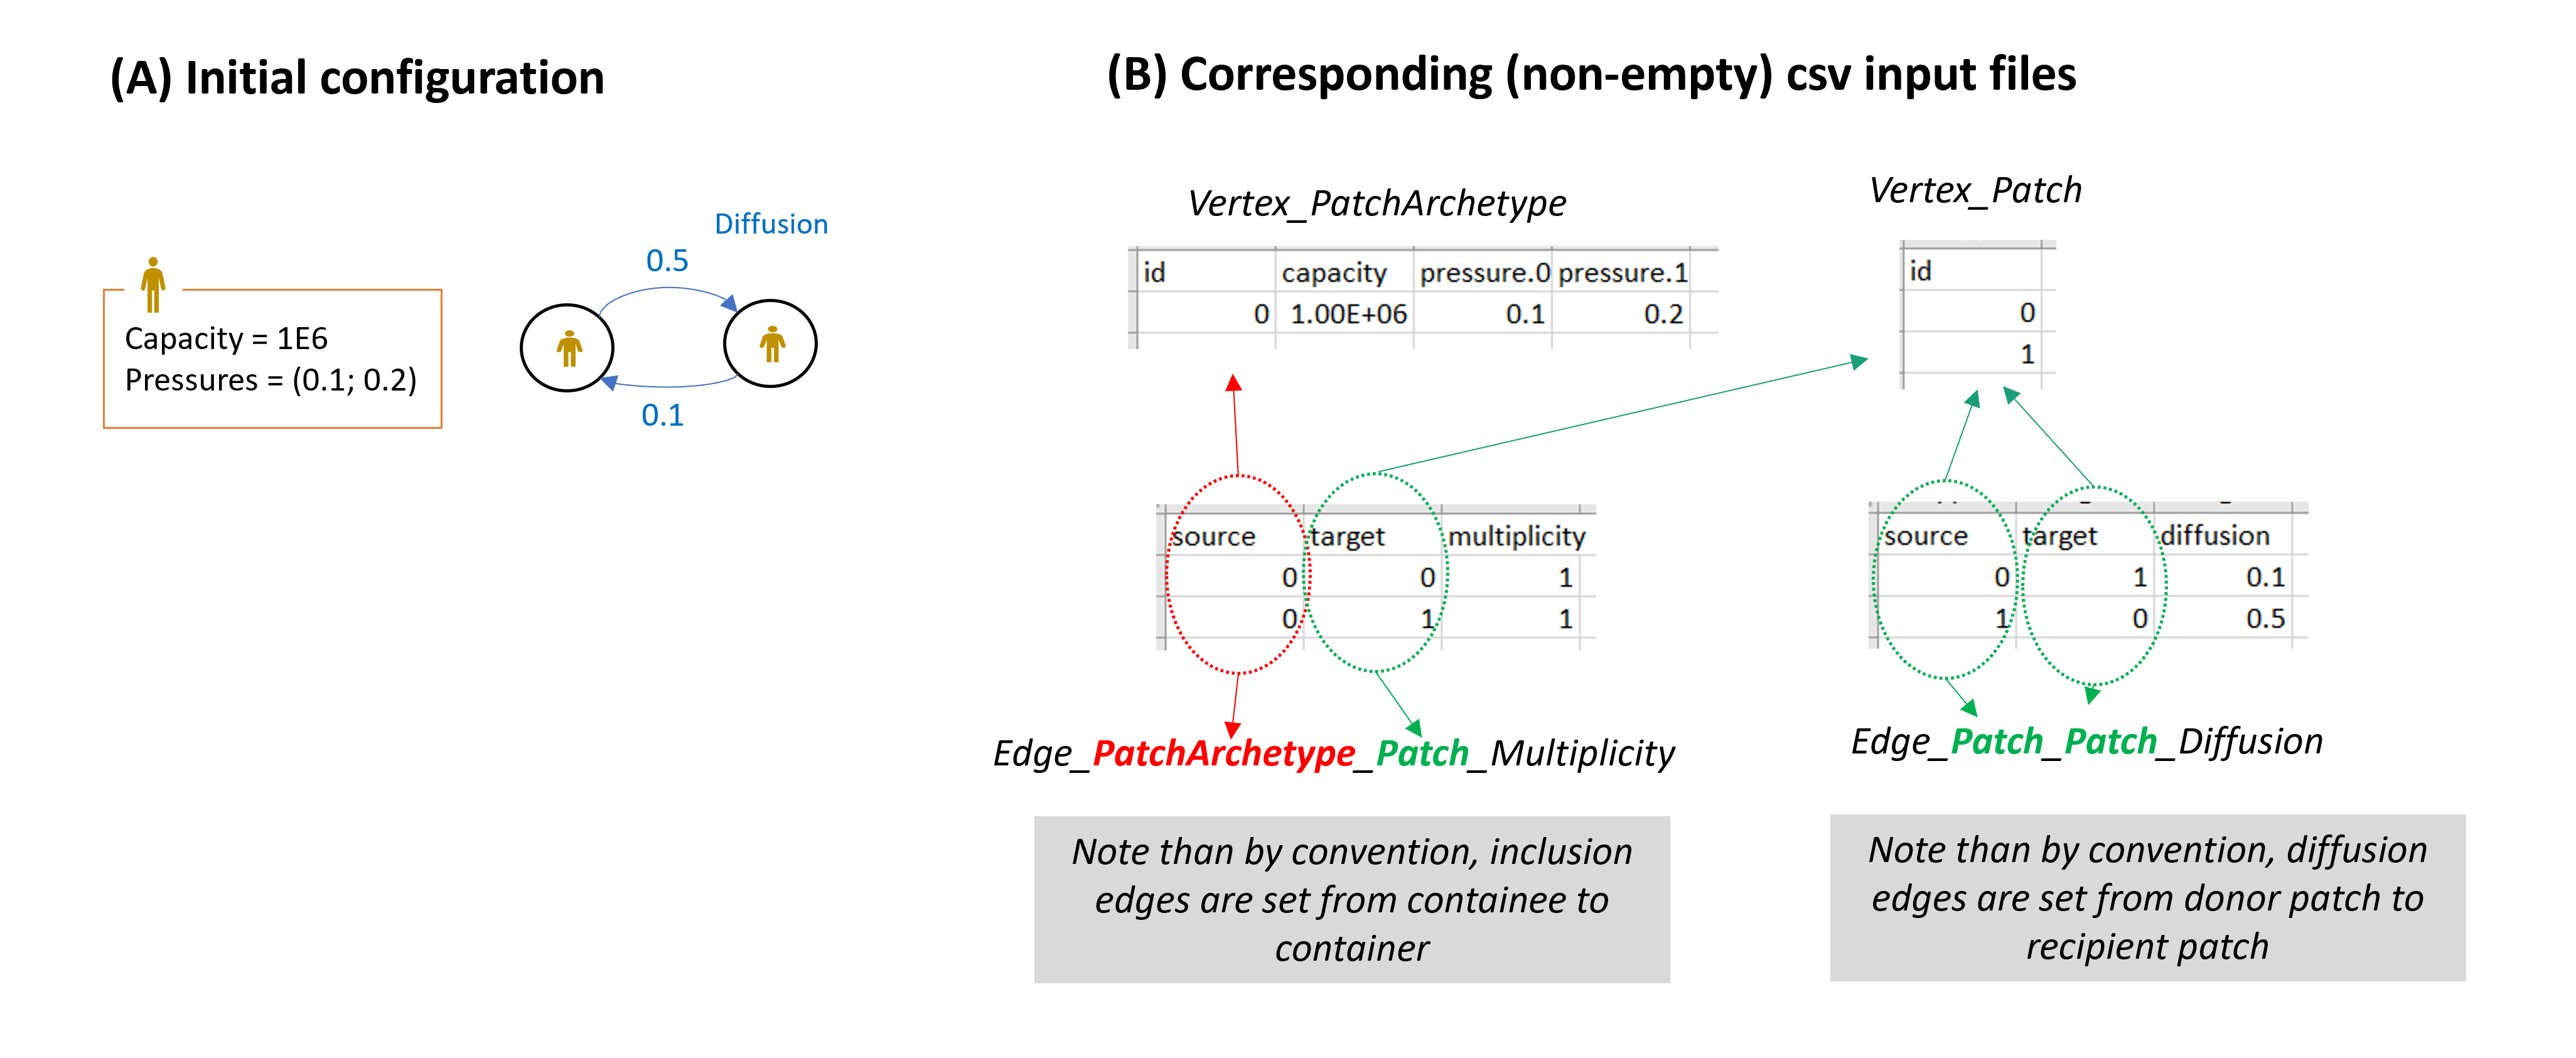 (A) Initial configuration
Diffusion
0.5
Capacity = 1E6
Pressures = (0.1; 0.2)
0.1
(B) Corresponding (non-empty) csv input files
Vertex_PatchArchetype
id capacity pressure.0 pressure.1
0 1.00E+06 0.1 0.2
Vertex_Patch
id
0
1
source target multiplicity
0 0 1
0 1 1
Edge_PatchArchetype_Patch_Multiplicity
Note than by convention, inclusion
edges are set from containee to
container
source target diffusion
0 1 0.1
1 0 0.5
Edge_Patch_Patch_Diffusion
Note than by convention, diffusion
edges are set from donor patch to
recipient patch